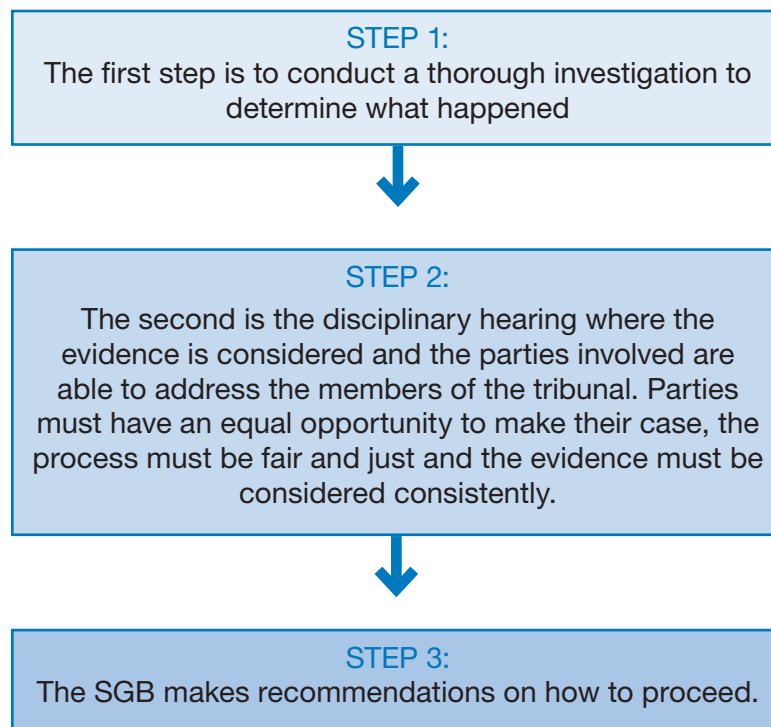 STEP 1:
The first step is to conduct a thorough investigation to
determine what happened
STEP 2:
The second is the disciplinary hearing where the
evidence is considered and the parties involved are
able to address the members of the tribunal. Parties
must have an equal opportunity to make their case, the
process must be fair and just and the evidence must be
considered consistently.
STEP 3:
The SGB makes recommendations on how to proceed.